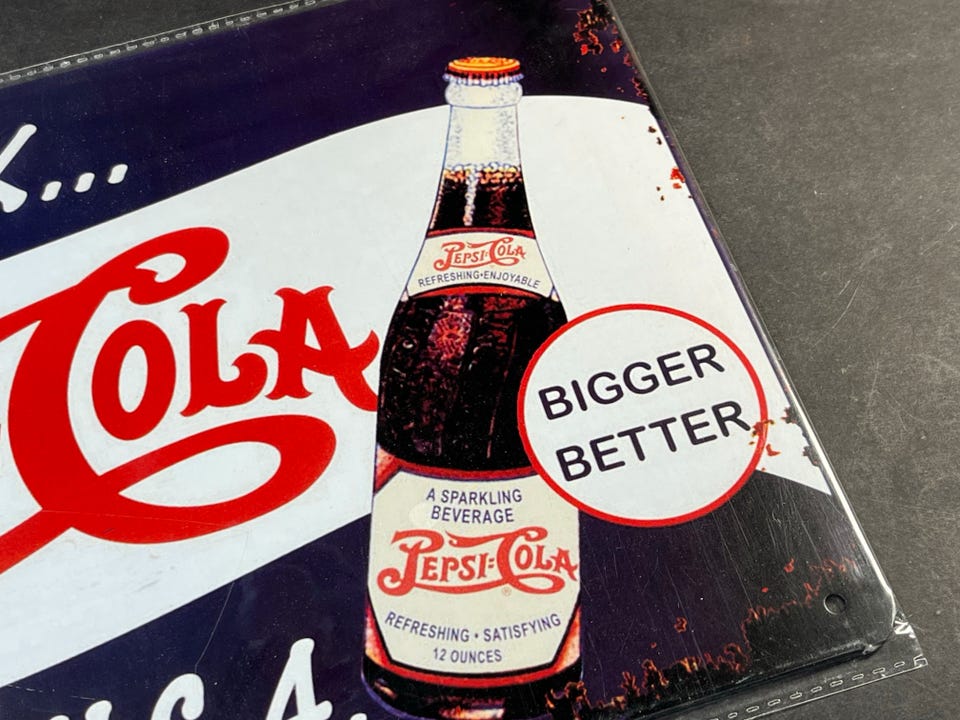 K...
COLA
PEPSI:COLA
REFRESHING•ENJOYABLE
BIGGER
BETTER
A SPARKLING
BEVERAGE
PEPSI:COLA
®
REFRESHING • SATISFYING
12 OUNCES